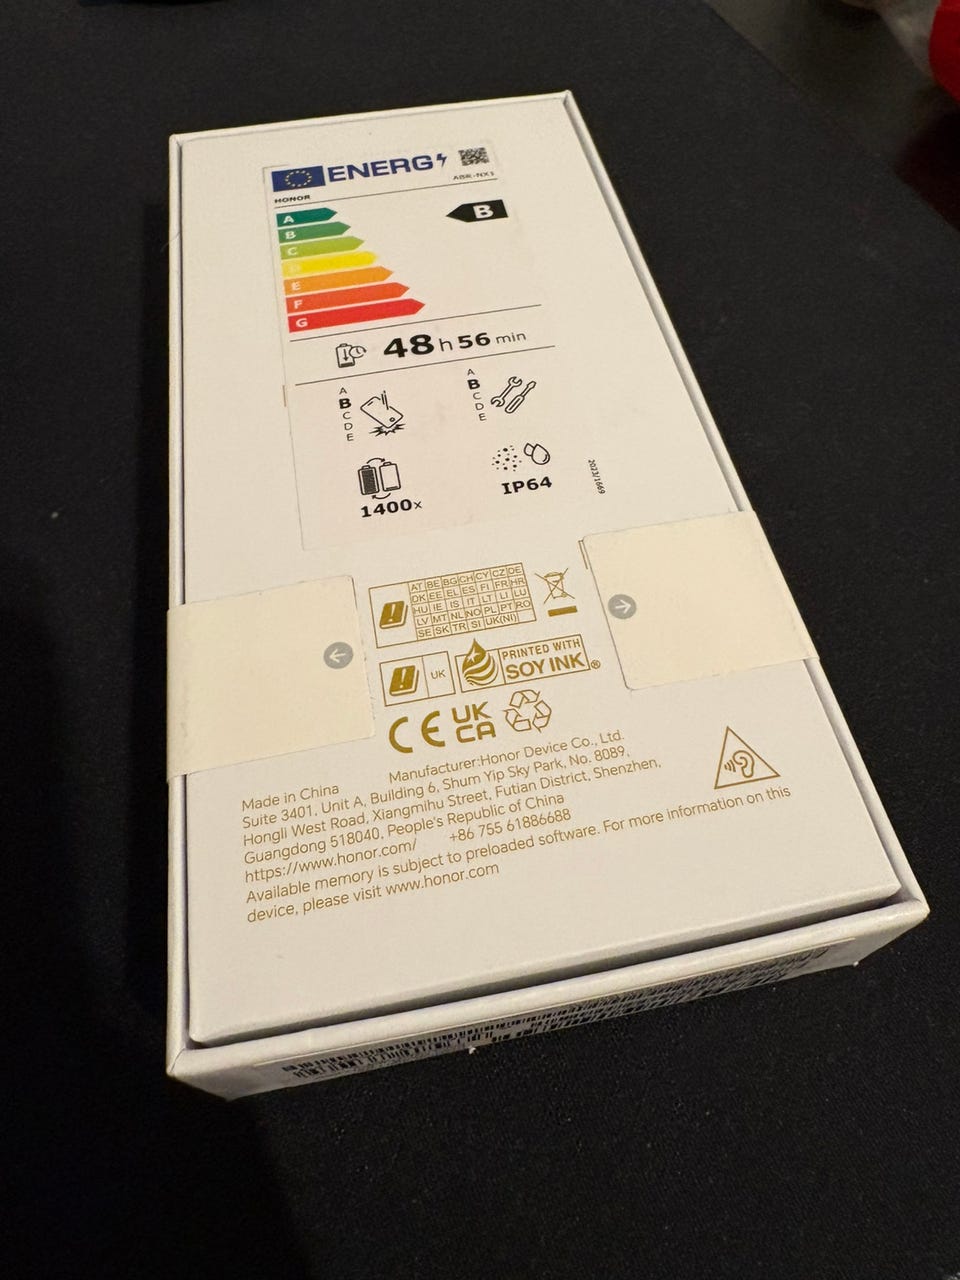 ENERG
ABR-NX1
HONOR
A
B
B
C
D
E
F
G
48 h 56 min
A
B
C
D
E
A
B
C
D
E
1400x
IP64
2023/1669
AT BE BG CH CY CZ DE
DK EE EL ES FI FR HR
HU IE IS IT LT LI LU
LV MT NL NO PL PT RO
SE SK TR SI UK(NI)
UK
PRINTED WITH
SOY INK®
CE UK
CA
Made in China Manufacturer:Honor Device Co., Ltd.
Suite 3401, Unit A, Building 6, Shum Yip Sky Park, No. 8089,
Hongli West Road, Xiangmihu Street, Futian District, Shenzhen,
Guangdong 518040, People's Republic of China
https://www.honor.com/ +86 755 61886688
Available memory is subject to preloaded software. For more information on this
device, please visit www.honor.com